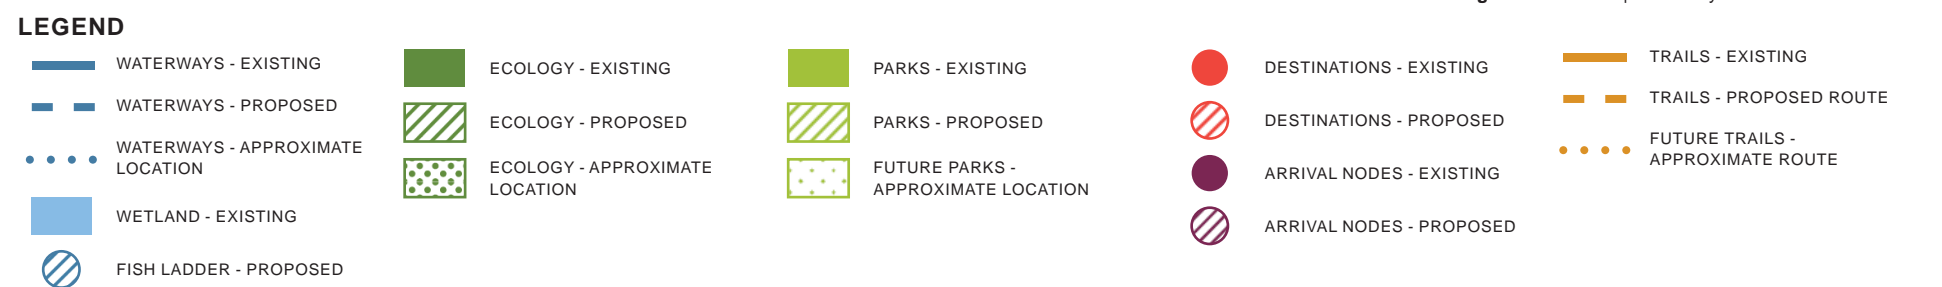 LEGEND
WATERWAYS - EXISTING
WATERWAYS - PROPOSED
WATERWAYS - APPROXIMATE
LOCATION
WETLAND - EXISTING
FISH LADDER - PROPOSED
ECOLOGY - EXISTING
ECOLOGY - PROPOSED
ECOLOGY - APPROXIMATE
LOCATION
PARKS - EXISTING
PARKS - PROPOSED
FUTURE PARKS -
APPROXIMATE LOCATION
DESTINATIONS - EXISTING
DESTINATIONS - PROPOSED
ARRIVAL NODES - EXISTING
ARRIVAL NODES - PROPOSED
TRAILS - EXISTING
TRAILS - PROPOSED ROUTE
FUTURE TRAILS -
APPROXIMATE ROUTE